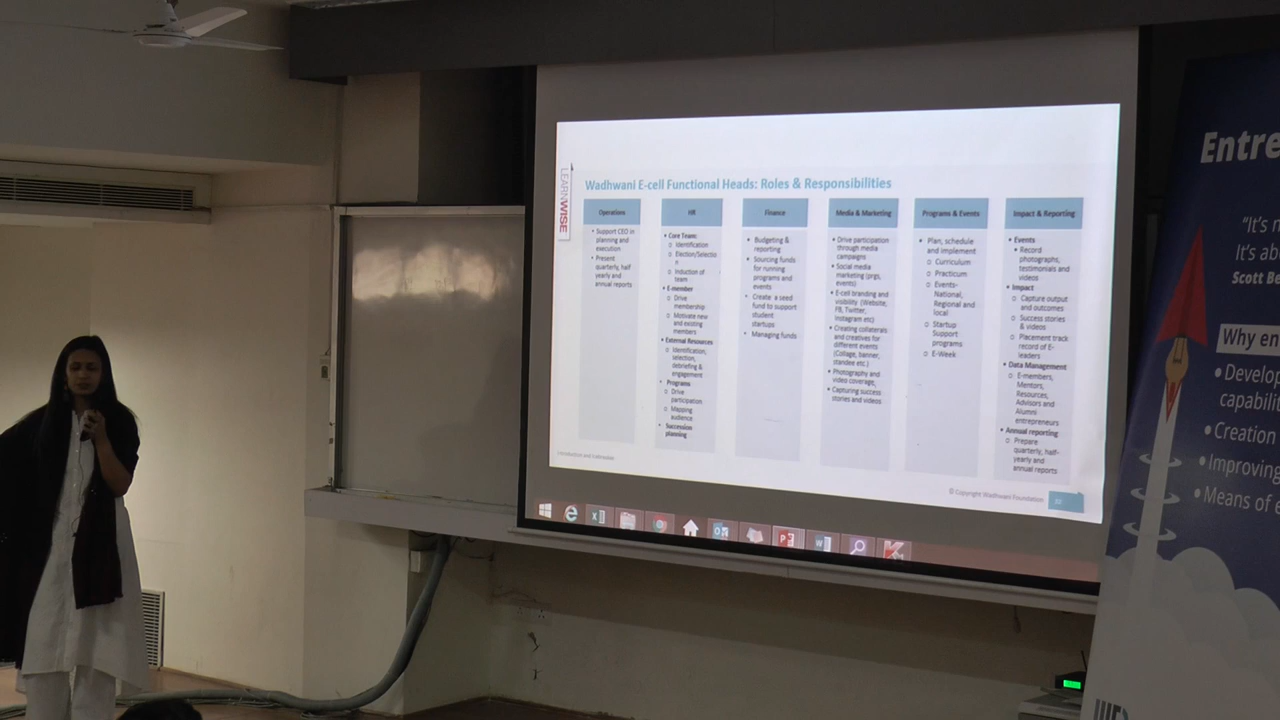 LEARNWISE
Wadhwani E-cell Functional Heads: Roles & Responsibilities
Operations
• Support CEO in
planning and
execution
• Present
quarterly, half
yearly and
annual reports
HR
• Core Team:
o Identification
o Election/Selectio
n
o Induction of
team
• E-member
o Drive
membership
o Motivate new
and existing
members
• External Resources
o Identification,
selection,
debriefing &
engagement
• Programs
o Drive
participation
o Mapping
audience
• Succession
planning
Finance
• Budgeting &
reporting
• Sourcing funds
for running
programs and
events
• Create a seed
fund to support
student
startups
• Managing funds
Media & Marketing
• Drive participation
through media
campaigns
• Social media
marketing (prgs,
events)
• E-cell branding and
visibility (Website,
FB, Twitter,
Instagram etc)
• Creating collaterals
and creatives for
different events
(Collage, banner,
standee etc.)
• Photography and
video coverage,
• Capturing success
stories and videos
Programs & Events
• Plan, schedule
and implement
o Curriculum
o Practicum
o Events-
National,
Regional and
local
o Startup
Support
programs
o E-Week
Impact & Reporting
• Events
• Record
photographs,
testimonials and
videos
• Impact
o Capture output
and outcomes
o Success stories
& videos
o Placement track
record of E-
leaders
• Data Management
o E-members,
Mentors,
Resources,
Advisors and
Alumni
entrepreneurs
• Annual reporting
o Prepare
quarterly, half-
yearly and
annual reports
© Copyright Wadhwani Foundation
Entre
"It's n
It's abo
Scott Be
Why en
• Develop
capabilit
• Creation
• Improving
• Means of e